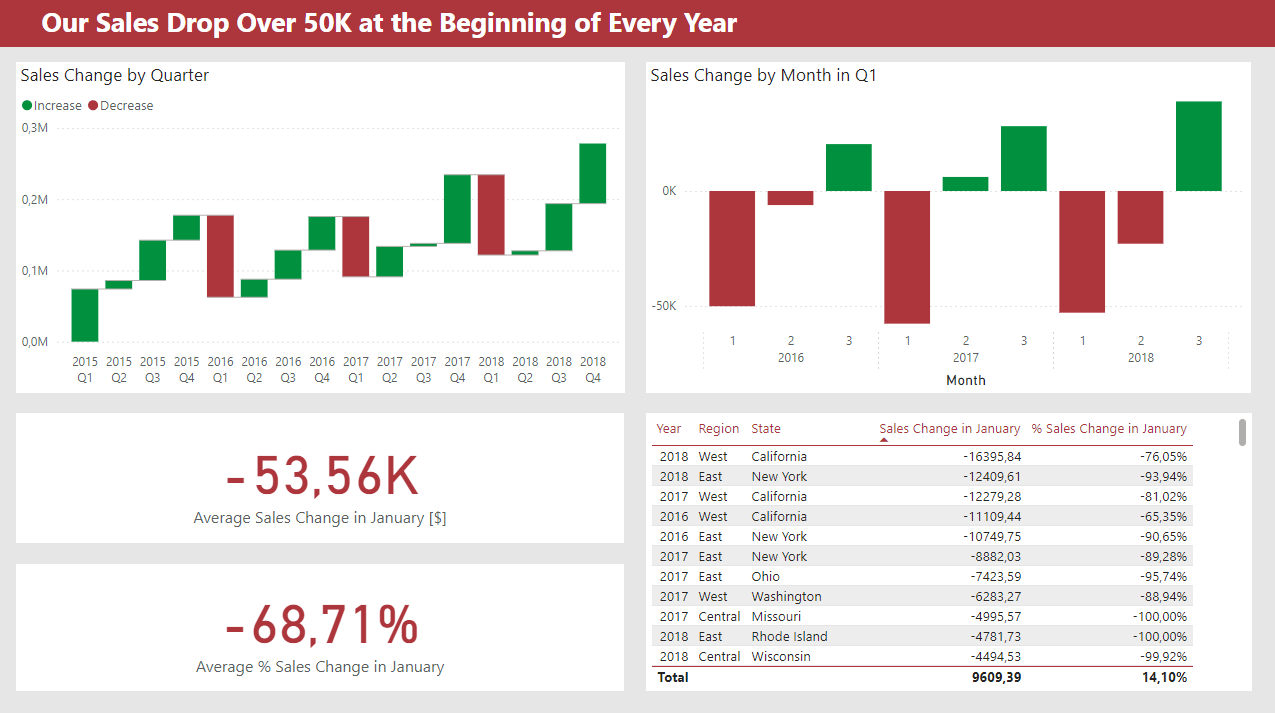 Our Sales Drop Over 50K at the Beginning of Every Year
Sales Change by Quarter
Increase Decrease
0,3M
0,2M
0,1M
0,0M
2015 2015 2015 2015 2016 2016 2016 2016 2017 2017 2017 2017 2018 2018 2018 2018
Q1 Q2 Q3 Q4 Q1 Q2 Q3 Q4 Q1 Q2 Q3 Q4 Q1 Q2 Q3 Q4
Sales Change by Month in Q1
0K
-50K
1 2 3 1 2 3 1 2 3
2016 2017 2018
Month
-53,56K
Average Sales Change in January [$]
-68,71%
Average % Sales Change in January
Year Region State Sales Change in January % Sales Change in January
2018 West California -16395,84 -76,05%
2018 East New York -12409,61 -93,94%
2017 West California -12279,28 -81,02%
2016 West California -11109,44 -65,35%
2016 East New York -10749,75 -90,65%
2017 East New York -8882,03 -89,28%
2017 East Ohio -7423,59 -95,74%
2017 West Washington -6283,27 -88,94%
2017 Central Missouri -4995,57 -100,00%
2018 East Rhode Island -4781,73 -100,00%
2018 Central Wisconsin -4494,53 -99,92%
Total 9609,39 14,10%